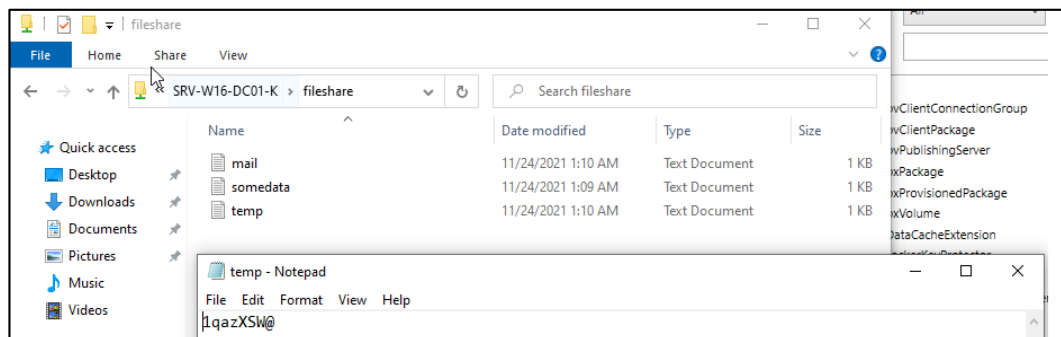 fileshare
File Home Share View
SRV-W16-DC01-K > fileshare
Search fileshare
Name Date modified Type Size
Quick access
Desktop
Downloads
Documents
Pictures
Music
Videos
mail 11/24/2021 1:10 AM Text Document 1 KB
somedata 11/24/2021 1:09 AM Text Document 1 KB
temp 11/24/2021 1:10 AM Text Document 1 KB
temp - Notepad
File Edit Format View Help
1qazXSW@
vClientConnectionGroup
vClientPackage
vPublishingServer
xPackage
xProvisionedPackage
xVolume
DataCacheExtension